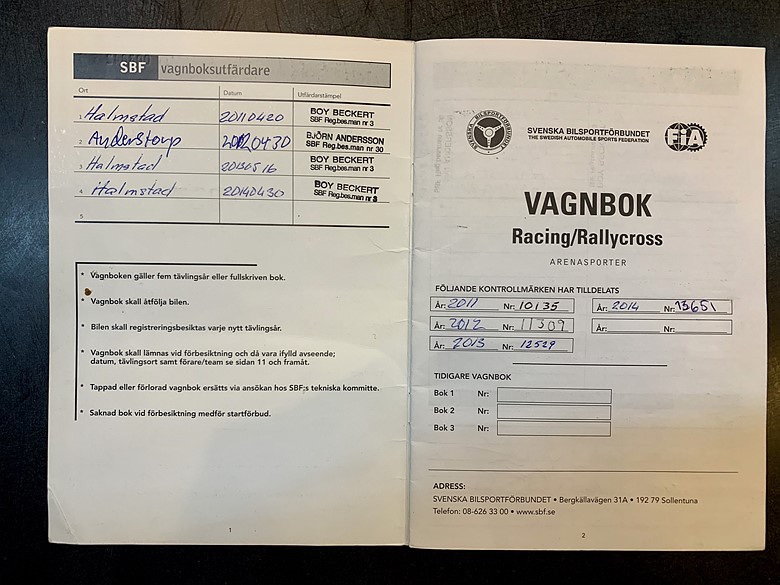 SBF vagnboksutfärdare
Ort Datum Utfärdarstämpel
1 Halmstad 20110420 BOY BECKERT
SBF Reg.bes.man nr 3
2 Anderstorp 20120430 BJÖRN ANDERSSON
SBF Reg.bes.man nr 30
3 Halmstad 20130516 BOY BECKERT
SBF Reg.bes.man nr 3
4 Halmstad 20140430 BOY BECKERT
SBF Reg.bes.man nr 3
5
* Vagnboken gäller fem tävlingsår eller fullskriven bok.
* Vagnbok skall åtfölja bilen.
* Bilen skall registreringsbesiktas varje nytt tävlingsår.
* Vagnbok skall lämnas vid förbesiktning och då vara ifylld avseende;
datum, tävlingsort samt förare/team se sidan 11 och framåt.
* Tappad eller förlorad vagnbok ersätts via ansökan hos SBF:s tekniska kommitte.
* Saknad bok vid förbesiktning medför startförbud.
1
SVENSKA BILSPORTFÖRBUNDET
SVENSKA BILSPORTFÖRBUNDET
THE SWEDISH AUTOMOBILE SPORTS FEDERATION
FIA
VAGNBOK
Racing/Rallycross
ARENASPORTER
FÖLJANDE KONTROLLMÄRKEN HAR TILLDELATS
År: 2011 Nr: 10135 År: 2014 Nr: 13651
År: 2012 Nr: 11309 År: Nr:
År: 2013 Nr: 12529
TIDIGARE VAGNBOK
Bok 1 Nr:
Bok 2 Nr:
Bok 3 Nr:
ADRESS:
SVENSKA BILSPORTFÖRBUNDET • Bergkällavägen 31A • 192 79 Sollentuna
Telefon: 08-626 33 00 • www.sbf.se
2